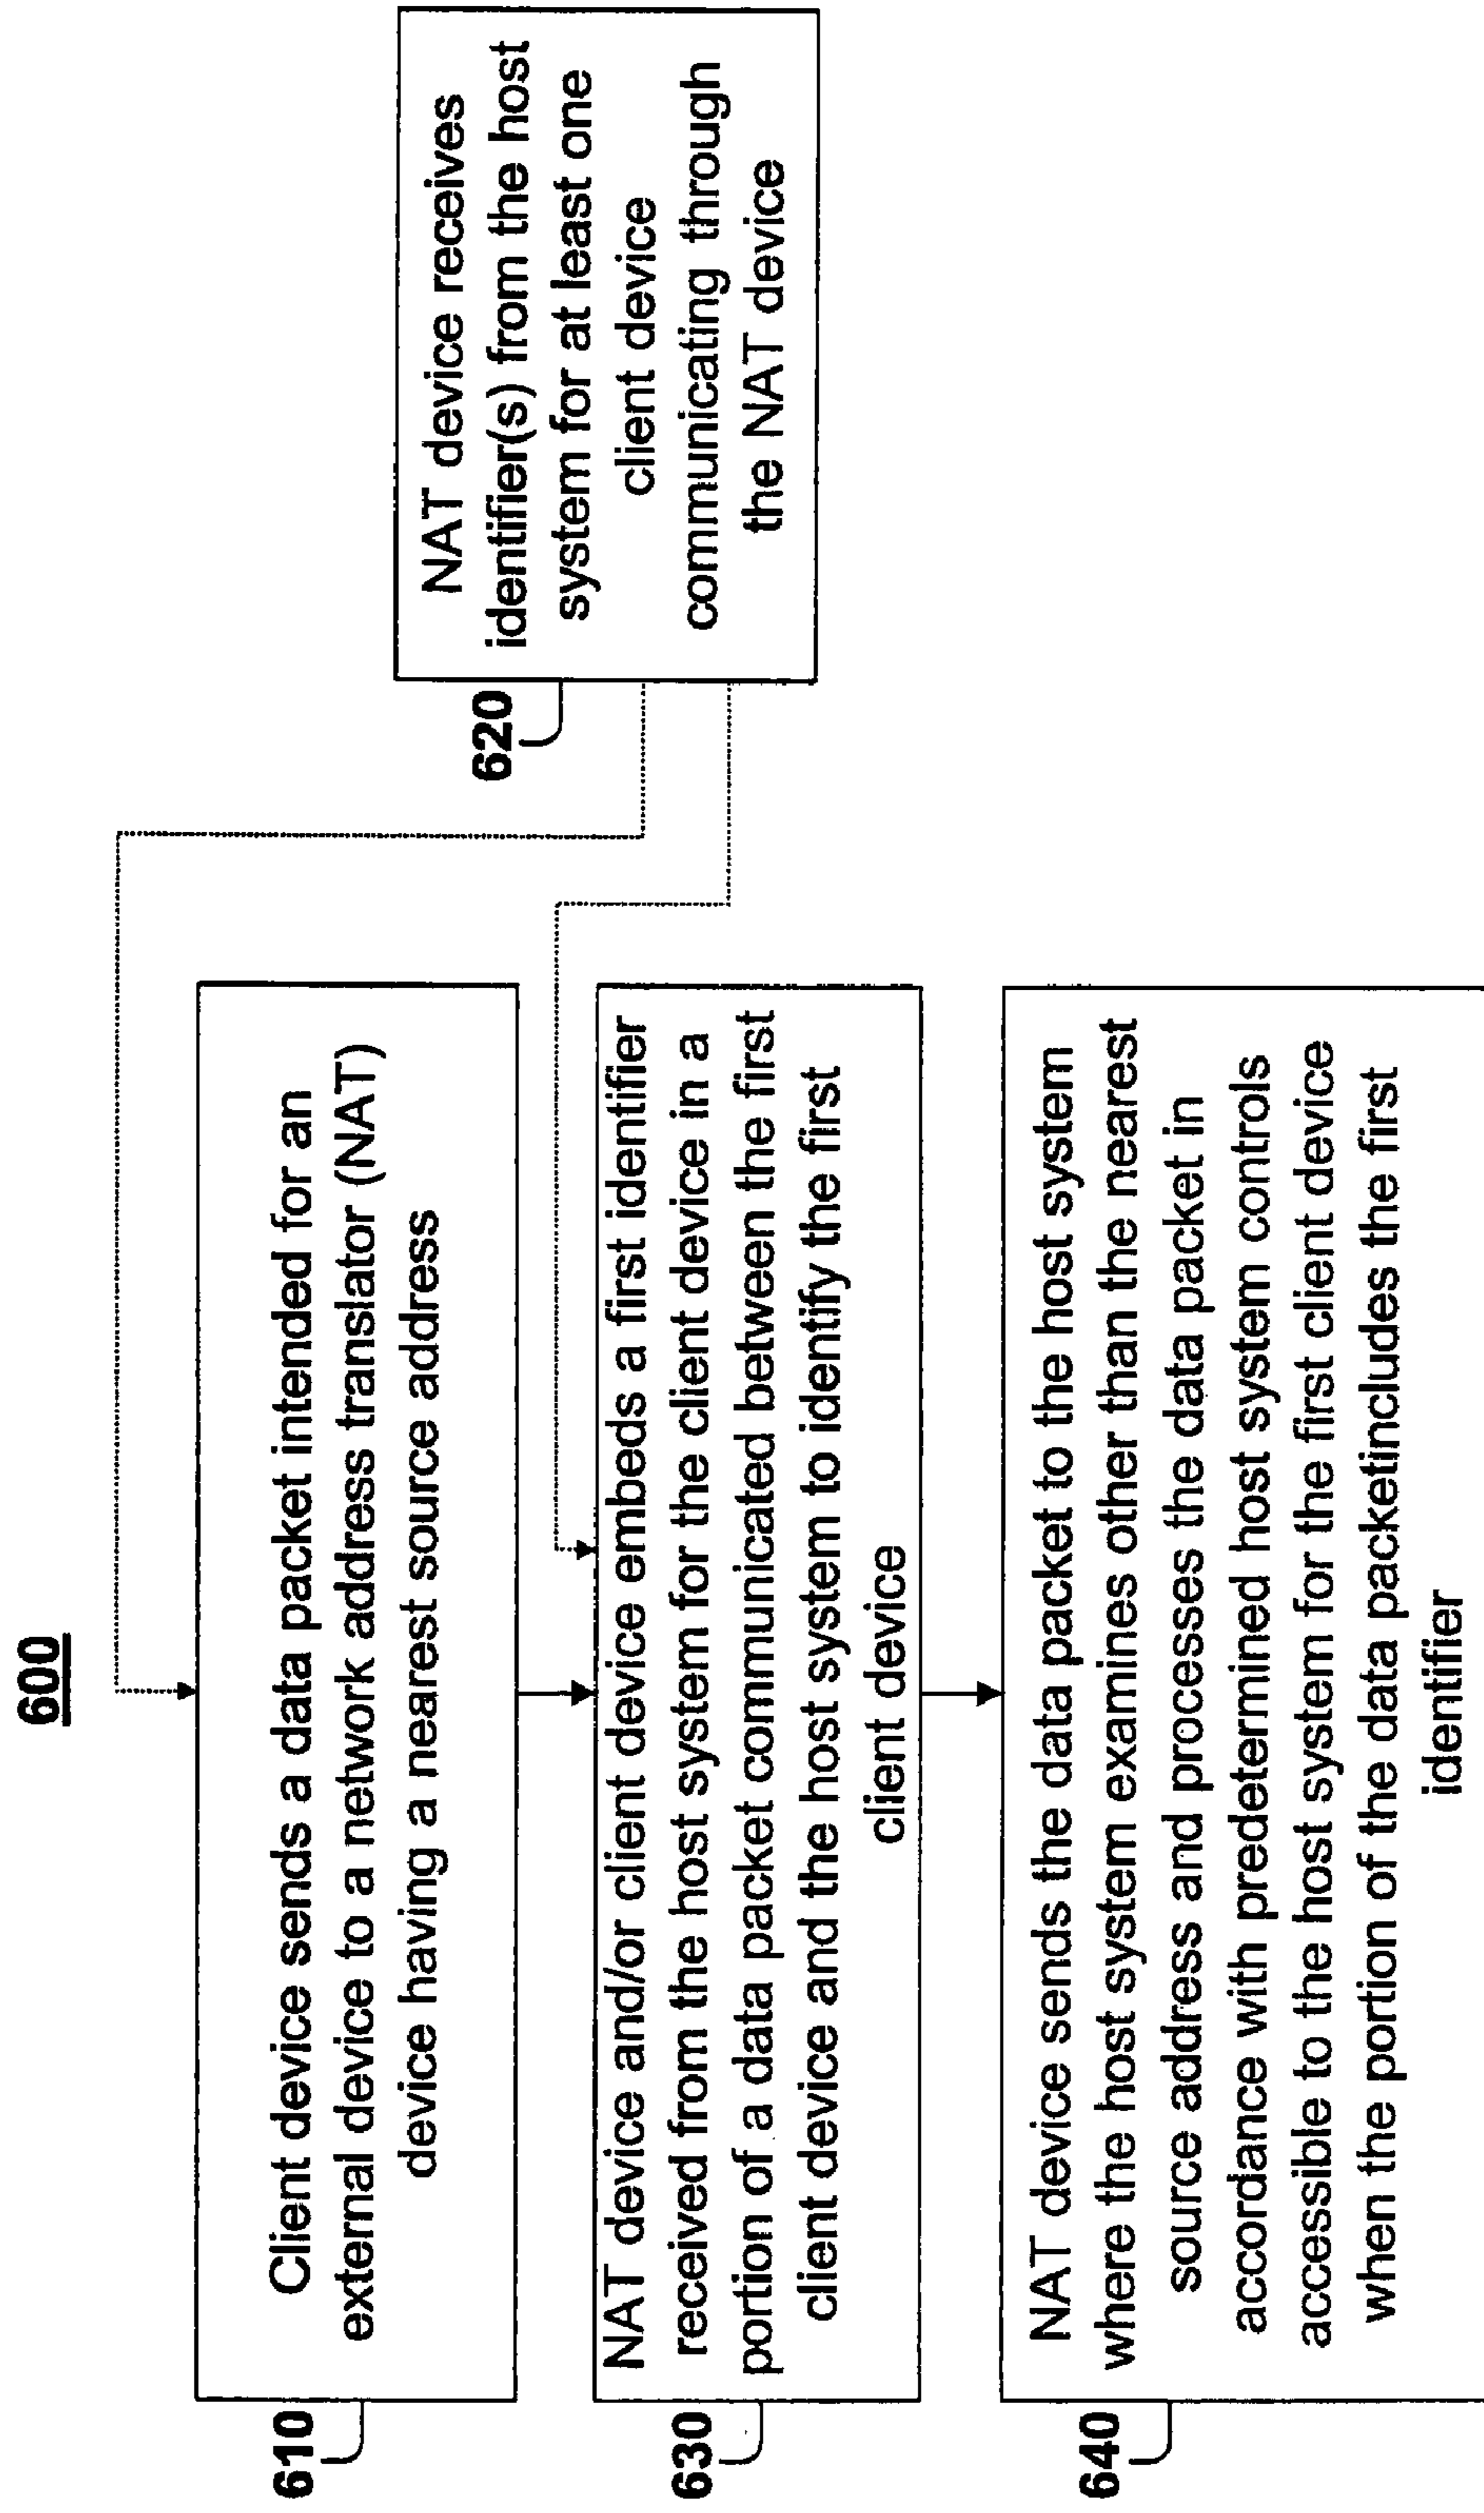 600
610
Client device sends a data packet intended for an
external device to a network address translator (NAT)
device having a nearest source address
620
NAT device receives
identifier(s) from the host
system for at least one
client device
communicating through
the NAT device
630
NAT device and/or client device embeds a first identifier
received from the host system for the client device in a
portion of a data packet communicated between the first
client device and the host system to identify the first
client device
640
NAT device sends the data packet to the host system
where the host system examines other than the nearest
source address and processes the data packet in
accordance with predetermined host system controls
accessible to the host system for the first client device
when the portion of the data packetincludes the first
identifier